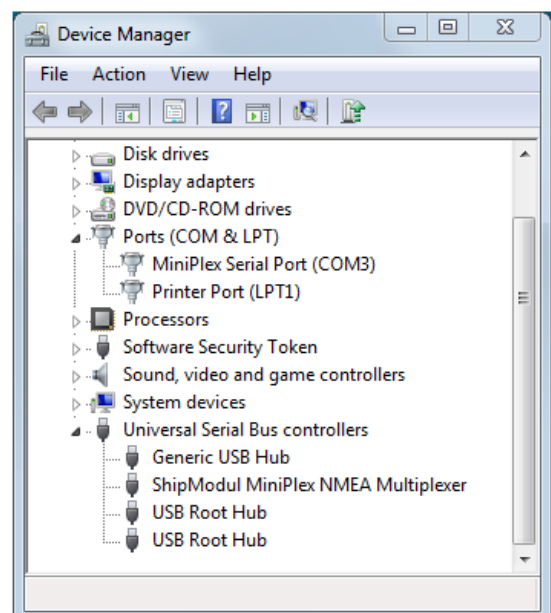 Device Manager
File Action View Help
Disk drives
Display adapters
DVD/CD-ROM drives
Ports (COM & LPT)
MiniPlex Serial Port (COM3)
Printer Port (LPT1)
Processors
Software Security Token
Sound, video and game controllers
System devices
Universal Serial Bus controllers
Generic USB Hub
ShipModul MiniPlex NMEA Multiplexer
USB Root Hub
USB Root Hub